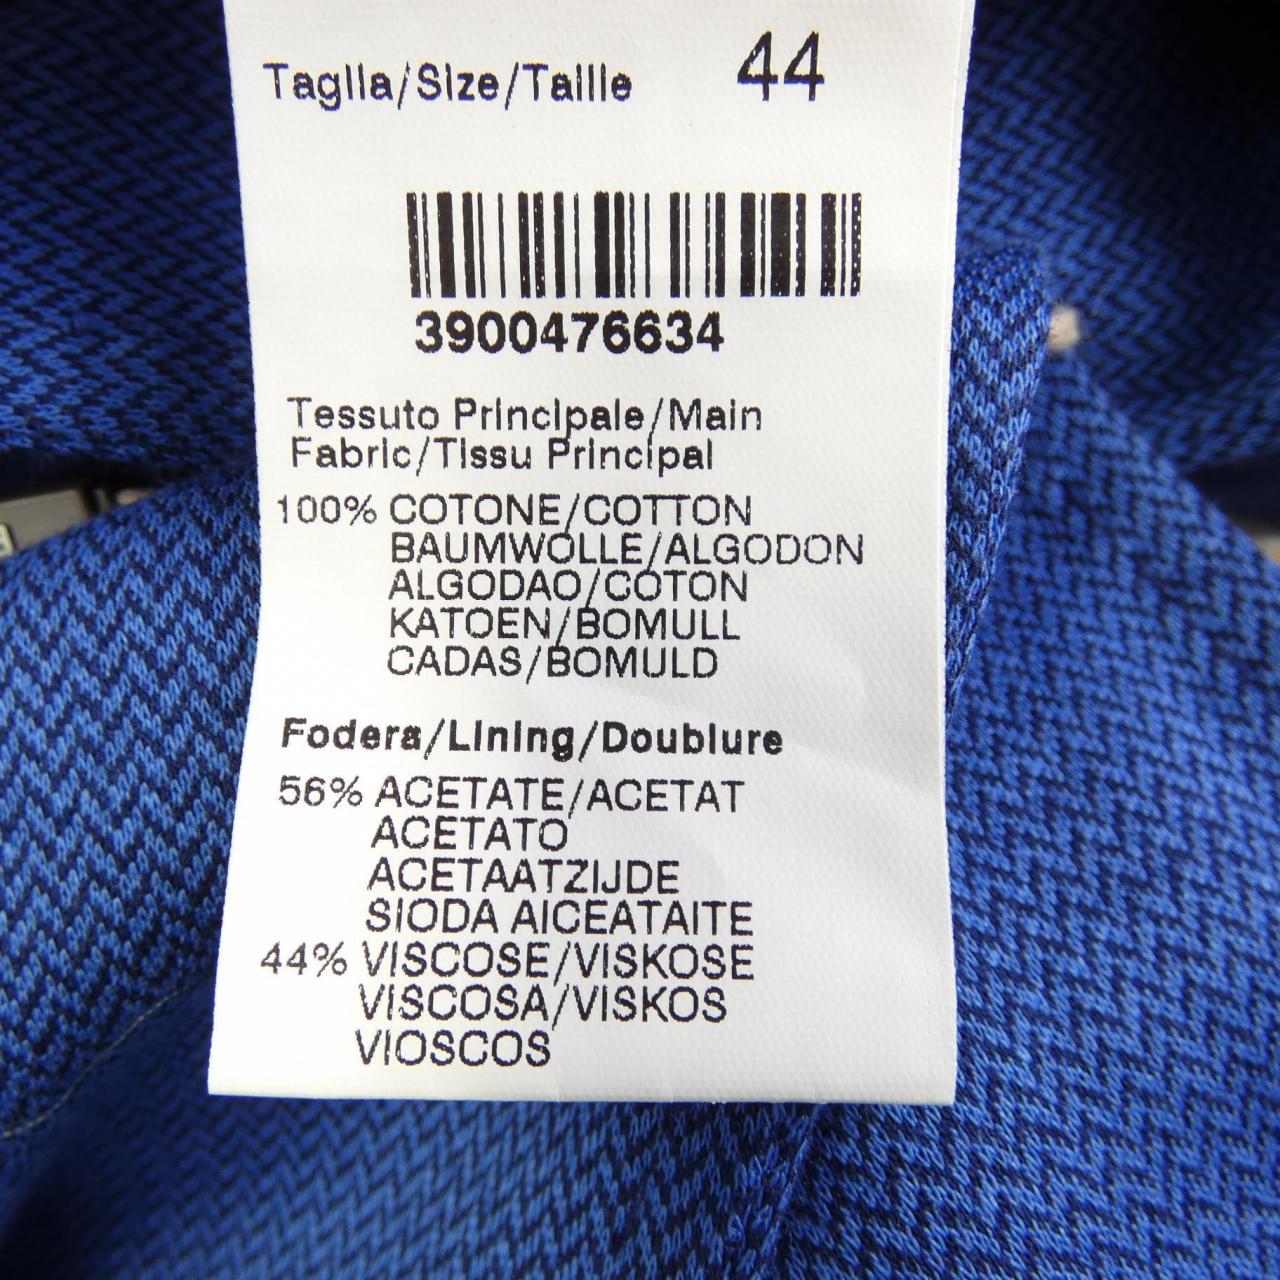 Taglia/Size/Taille 44
3900476634
Tessuto Principale/Main
Fabric/Tissu Principal
100% COTONE/COTTON
BAUMWOLLE/ALGODON
ALGODAO/COTON
KATOEN/BOMULL
CADAS/BOMULD
Fodera/Lining/Doublure
56% ACETATE/ACETAT
ACETATO
ACETAATZIJDE
SIODA AICEATAITE
44% VISCOSE/VISKOSE
VISCOSA/VISKOS
VIOSCOS